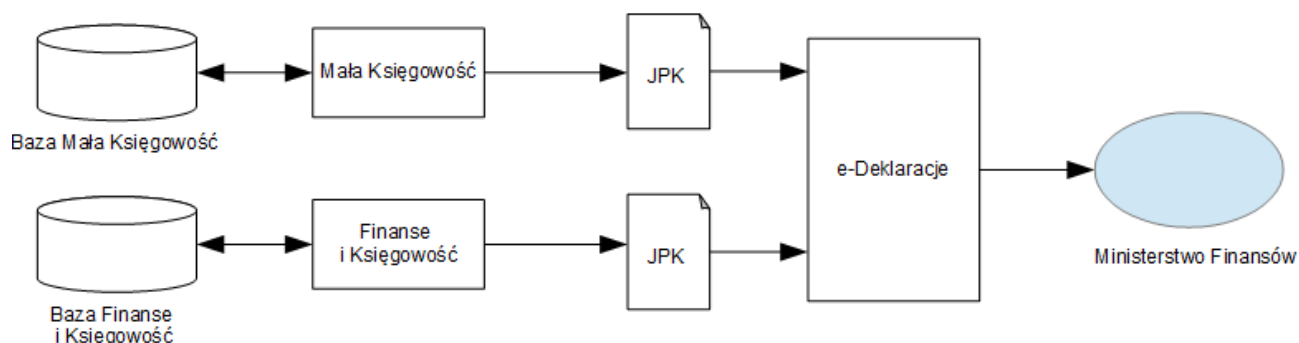 Mała Księgowość
JPK
Baza Mała Księgowość
e-Deklaracje
Finanse
i Księgowość
JPK
Ministerstwo Finansów
Baza Finanse
i Księgowość